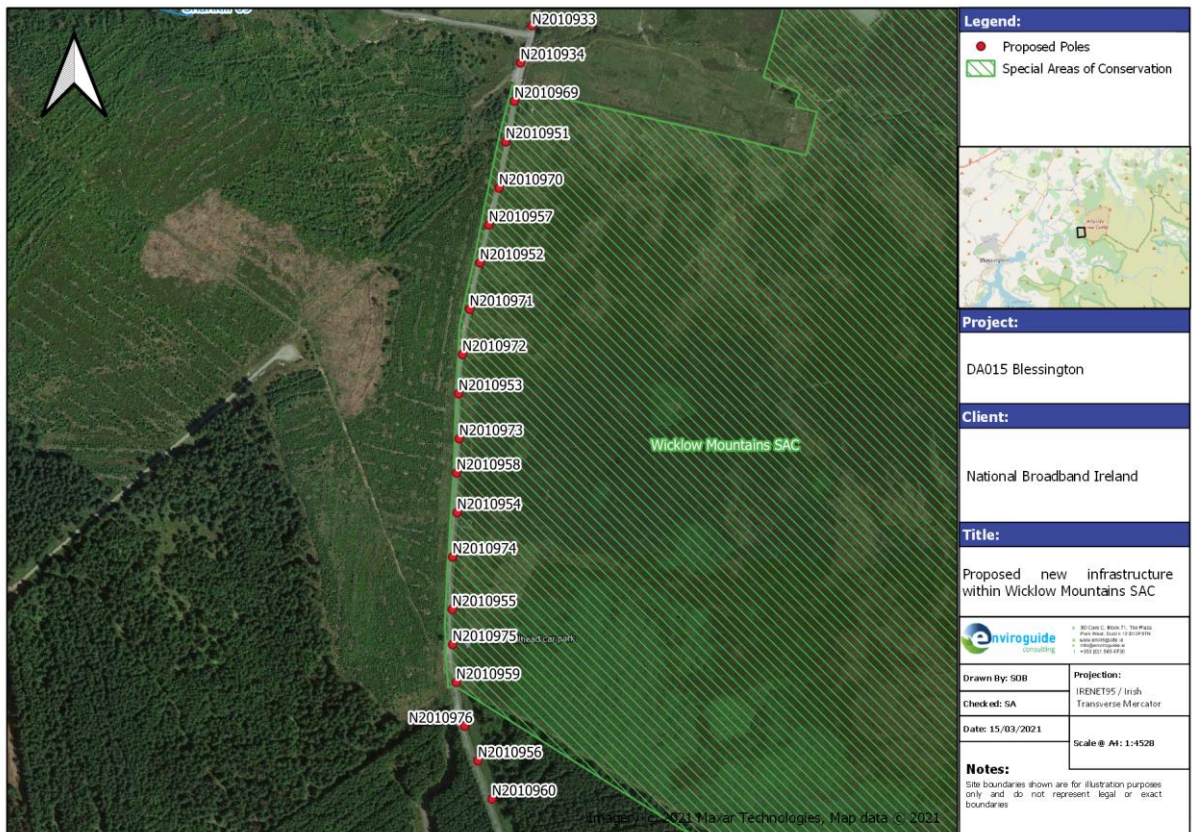 N2010933
N2010934
N2010969
N2010951
N2010970
N2010957
N2010952
N2010971
N2010972
N2010953
N2010973
N2010958
N2010954
Wicklow Mountains SAC
N2010974
N2010955
N2010975
head car park
N2010959
N2010976
N2010956
N2010960
2021 Maxar Technologies, Map data © 2021
Legend:
Proposed Poles
Special Areas of Conservation
Project:
DA015 Blessington
Client:
National Broadband Ireland
Title:
Proposed new infrastructure
within Wicklow Mountains SAC
enviroguide
consulting
Drawn By: SOB
Checked: SA
Date: 15/03/2021
Projection:
IRENET95 / Irish
Transverse Mercator
Scale @ A4: 1:4528
Notes:
Site boundaries shown are for illustration purposes
only and do not represent legal or exact
boundaries